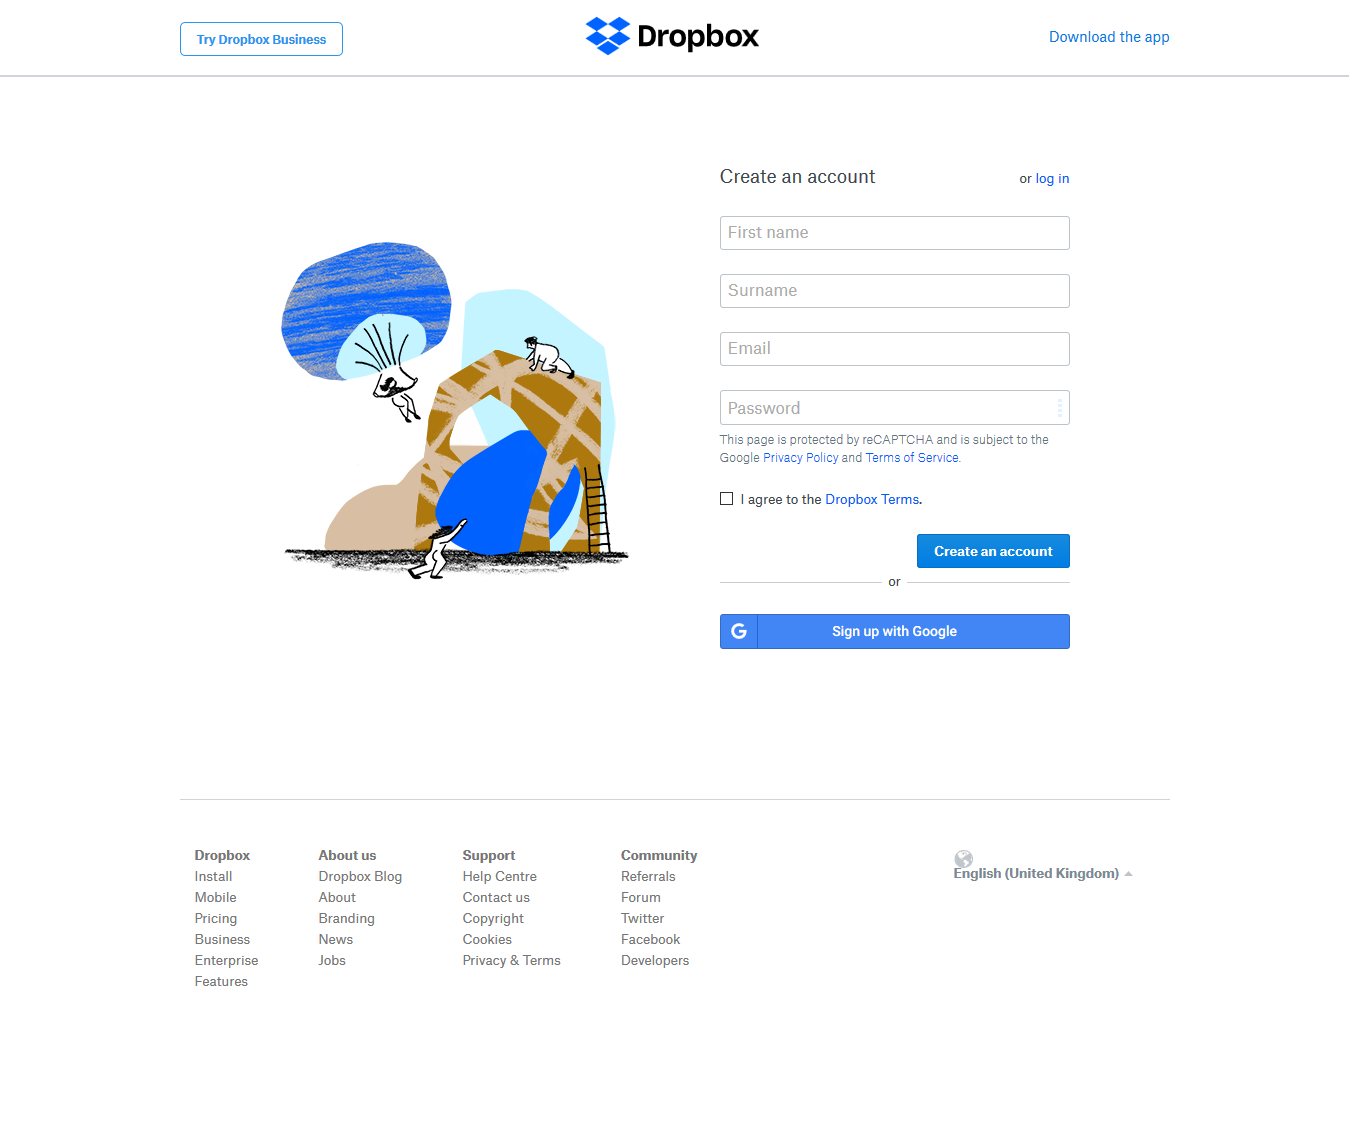 Try Dropbox Business
Dropbox
Download the app
Create an account
or log in
First name
Surname
Email
Password
This page is protected by reCAPTCHA and is subject to the
Google Privacy Policy and Terms of Service.
I agree to the Dropbox Terms.
Create an account
or
G
Sign up with Google
Dropbox
Install
Mobile
Pricing
Business
Enterprise
Features
About us
Dropbox Blog
About
Branding
News
Jobs
Support
Help Centre
Contact us
Copyright
Cookies
Privacy & Terms
Community
Referrals
Forum
Twitter
Facebook
Developers
English (United Kingdom)